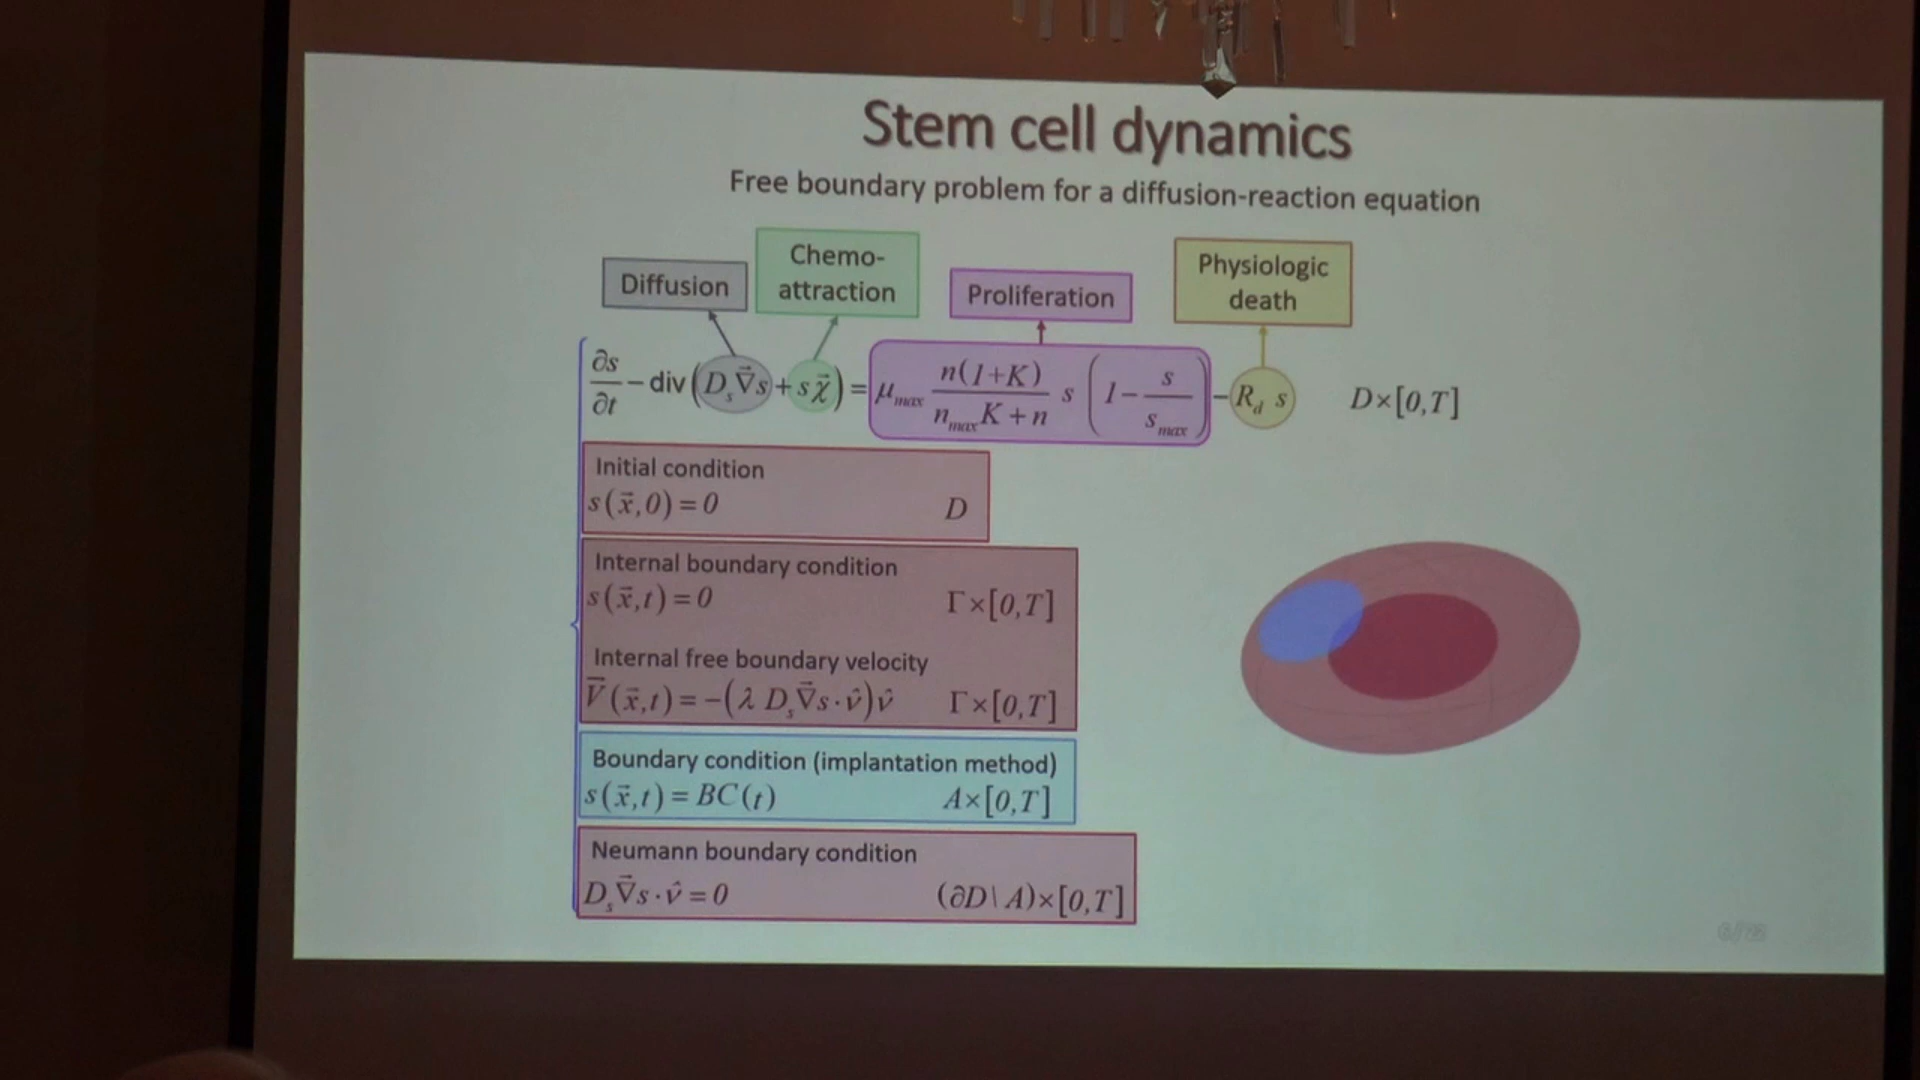 Stem cell dynamics
Free boundary problem for a diffusion-reaction equation
Diffusion
Chemo-
attraction
Proliferation
Physiologic
death
∂s/∂t − div(D_s ∇⃗s + s χ⃗) = μ_max n(1+K)/(n_max K + n) s (1 − s/s_max) − R_d s D×[0,T]
Initial condition
s(x⃗,0) = 0 D
Internal boundary condition
s(x⃗,t) = 0 Γ×[0,T]
Internal free boundary velocity
V⃗(x⃗,t) = −(λ D_s ∇⃗s·ν̂)ν̂ Γ×[0,T]
Boundary condition (implantation method)
s(x⃗,t) = BC(t) A×[0,T]
Neumann boundary condition
D_s ∇⃗s·ν̂ = 0 (∂D\A)×[0,T]